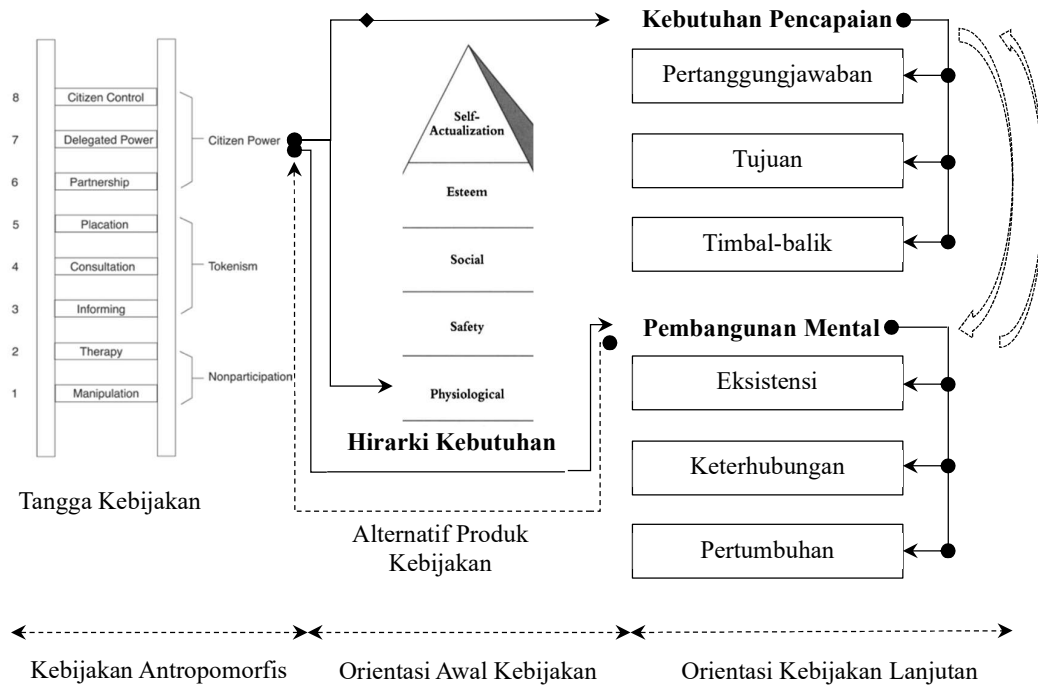 8 Citizen Control
7 Delegated Power
6 Partnership
5 Placation
4 Consultation
3 Informing
2 Therapy
1 Manipulation
Citizen Power
Tokenism
Nonparticipation
Tangga Kebijakan
Self-
Actualization
Esteem
Social
Safety
Physiological
Hirarki Kebutuhan
Alternatif Produk
Kebijakan
Kebutuhan Pencapaian
Pertanggungjawaban
Tujuan
Timbal-balik
Pembangunan Mental
Eksistensi
Keterhubungan
Pertumbuhan
Kebijakan Antropomorfis
Orientasi Awal Kebijakan
Orientasi Kebijakan Lanjutan